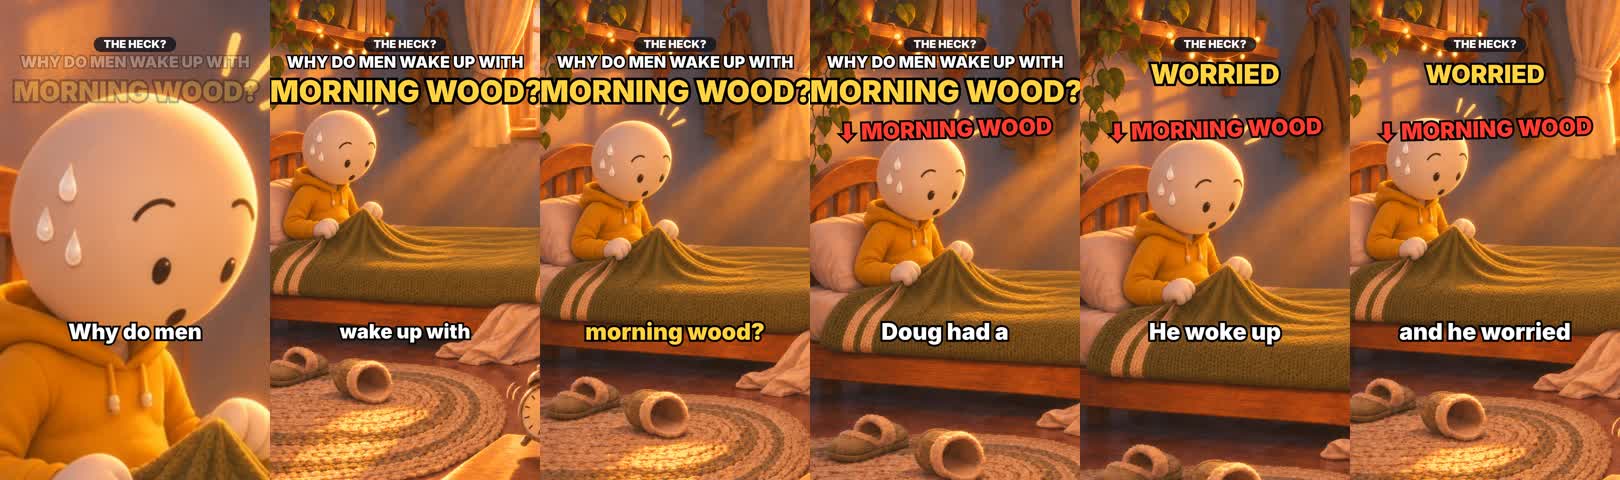 THE HECK?
WHY DO MEN WAKE UP WITH
MORNING WOOD?
Why do men
THE HECK?
WHY DO MEN WAKE UP WITH
MORNING WOOD?
wake up with
THE HECK?
WHY DO MEN WAKE UP WITH
MORNING WOOD?
morning wood?
THE HECK?
WHY DO MEN WAKE UP WITH
MORNING WOOD?
⬇ MORNING WOOD
Doug had a
THE HECK?
WORRIED
⬇ MORNING WOOD
He woke up
THE HECK?
WORRIED
⬇ MORNING WOOD
and he worried